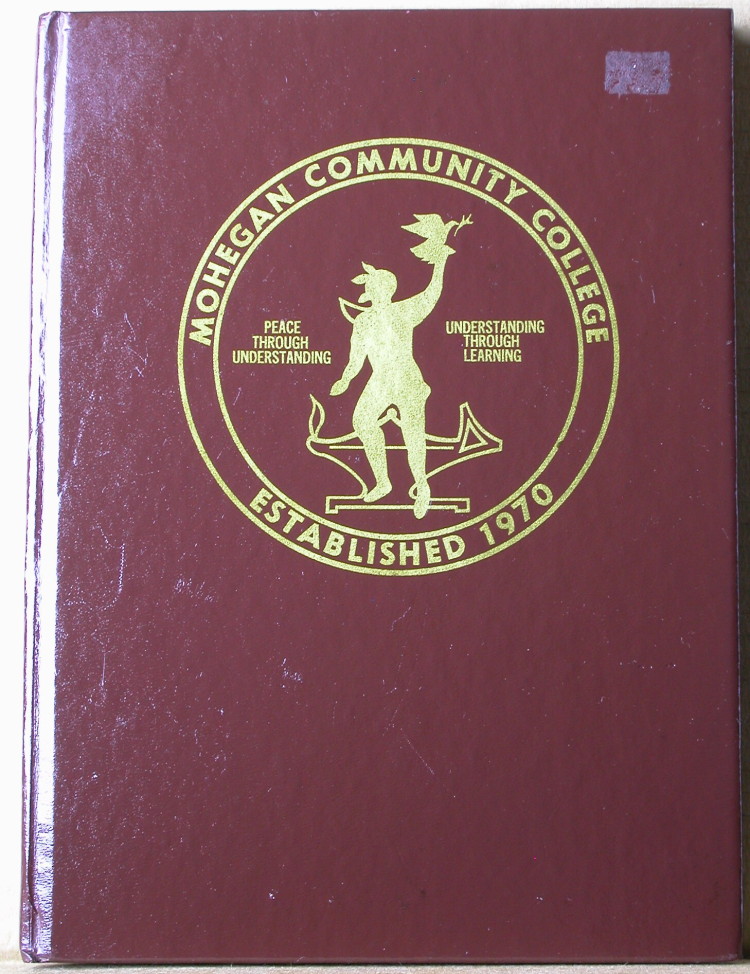 MOHEGAN COMMUNITY COLLEGE
PEACE
THROUGH
UNDERSTANDING
UNDERSTANDING
THROUGH
LEARNING
ESTABLISHED 1970